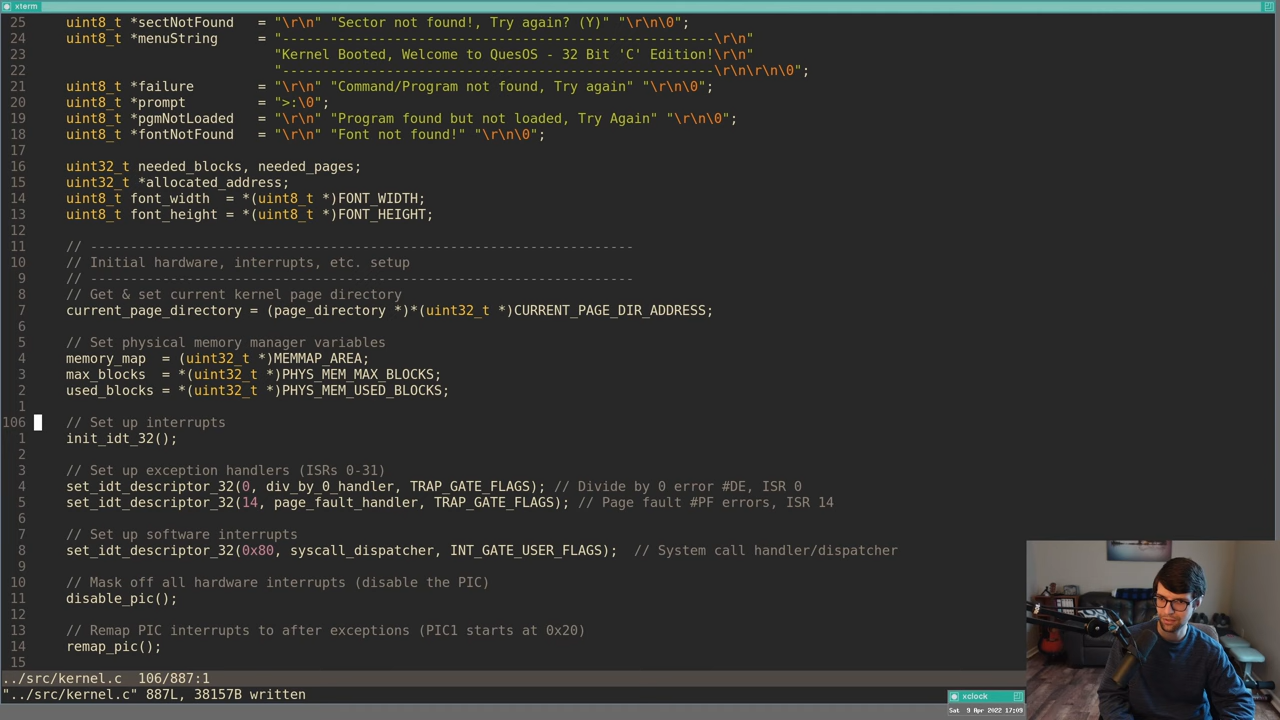 xterm
25 uint8_t *sectNotFound = "\r\n" "Sector not found!, Try again? (Y)" "\r\n\0";
24 uint8_t *menuString = "------------------------------------------------------\r\n"
23 "Kernel Booted, Welcome to QuesOS - 32 Bit 'C' Edition!\r\n"
22 "------------------------------------------------------\r\n\r\n\0";
21 uint8_t *failure = "\r\n" "Command/Program not found, Try again" "\r\n\0";
20 uint8_t *prompt = ">:\0";
19 uint8_t *pgmNotLoaded = "\r\n" "Program found but not loaded, Try Again" "\r\n\0";
18 uint8_t *fontNotFound = "\r\n" "Font not found!" "\r\n\0";
17
16 uint32_t needed_blocks, needed_pages;
15 uint32_t *allocated_address;
14 uint8_t font_width = *(uint8_t *)FONT_WIDTH;
13 uint8_t font_height = *(uint8_t *)FONT_HEIGHT;
12
11 // --------------------------------------------------------------------
10 // Initial hardware, interrupts, etc. setup
9 // --------------------------------------------------------------------
8 // Get & set current kernel page directory
7 current_page_directory = (page_directory *)*(uint32_t *)CURRENT_PAGE_DIR_ADDRESS;
6
5 // Set physical memory manager variables
4 memory_map = (uint32_t *)MEMMAP_AREA;
3 max_blocks = *(uint32_t *)PHYS_MEM_MAX_BLOCKS;
2 used_blocks = *(uint32_t *)PHYS_MEM_USED_BLOCKS;
1
106 // Set up interrupts
1 init_idt_32();
2
3 // Set up exception handlers (ISRs 0-31)
4 set_idt_descriptor_32(0, div_by_0_handler, TRAP_GATE_FLAGS); // Divide by 0 error #DE, ISR 0
5 set_idt_descriptor_32(14, page_fault_handler, TRAP_GATE_FLAGS); // Page fault #PF errors, ISR 14
6
7 // Set up software interrupts
8 set_idt_descriptor_32(0x80, syscall_dispatcher, INT_GATE_USER_FLAGS); // System call handler/dispatcher
9
10 // Mask off all hardware interrupts (disable the PIC)
11 disable_pic();
12
13 // Remap PIC interrupts to after exceptions (PIC1 starts at 0x20)
14 remap_pic();
15
../src/kernel.c 106/887:1
"../src/kernel.c" 887L, 38157B written
xclock
Sat 9 Apr 2022 17:09